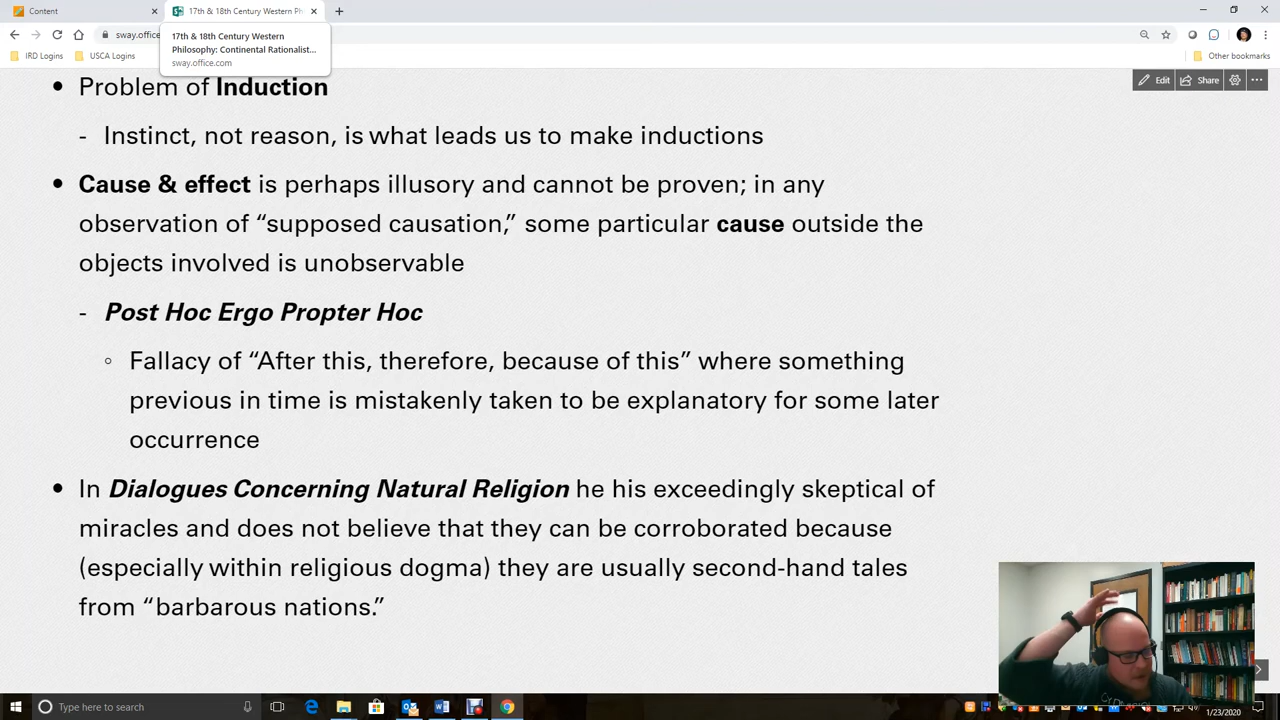 Content
17th & 18th Century Western Ph
sway.office
17th & 18th Century Western
Philosophy: Continental Rationalist...
sway.office.com
IRD Logins
USCA Logins
Other bookmarks
Edit
Share
• Problem of Induction
- Instinct, not reason, is what leads us to make inductions
• Cause & effect is perhaps illusory and cannot be proven; in any
observation of “supposed causation,” some particular cause outside the
objects involved is unobservable
- Post Hoc Ergo Propter Hoc
◦ Fallacy of “After this, therefore, because of this” where something
previous in time is mistakenly taken to be explanatory for some later
occurrence
• In Dialogues Concerning Natural Religion he his exceedingly skeptical of
miracles and does not believe that they can be corroborated because
(especially within religious dogma) they are usually second-hand tales
from “barbarous nations.”
Type here to search
1/23/2020